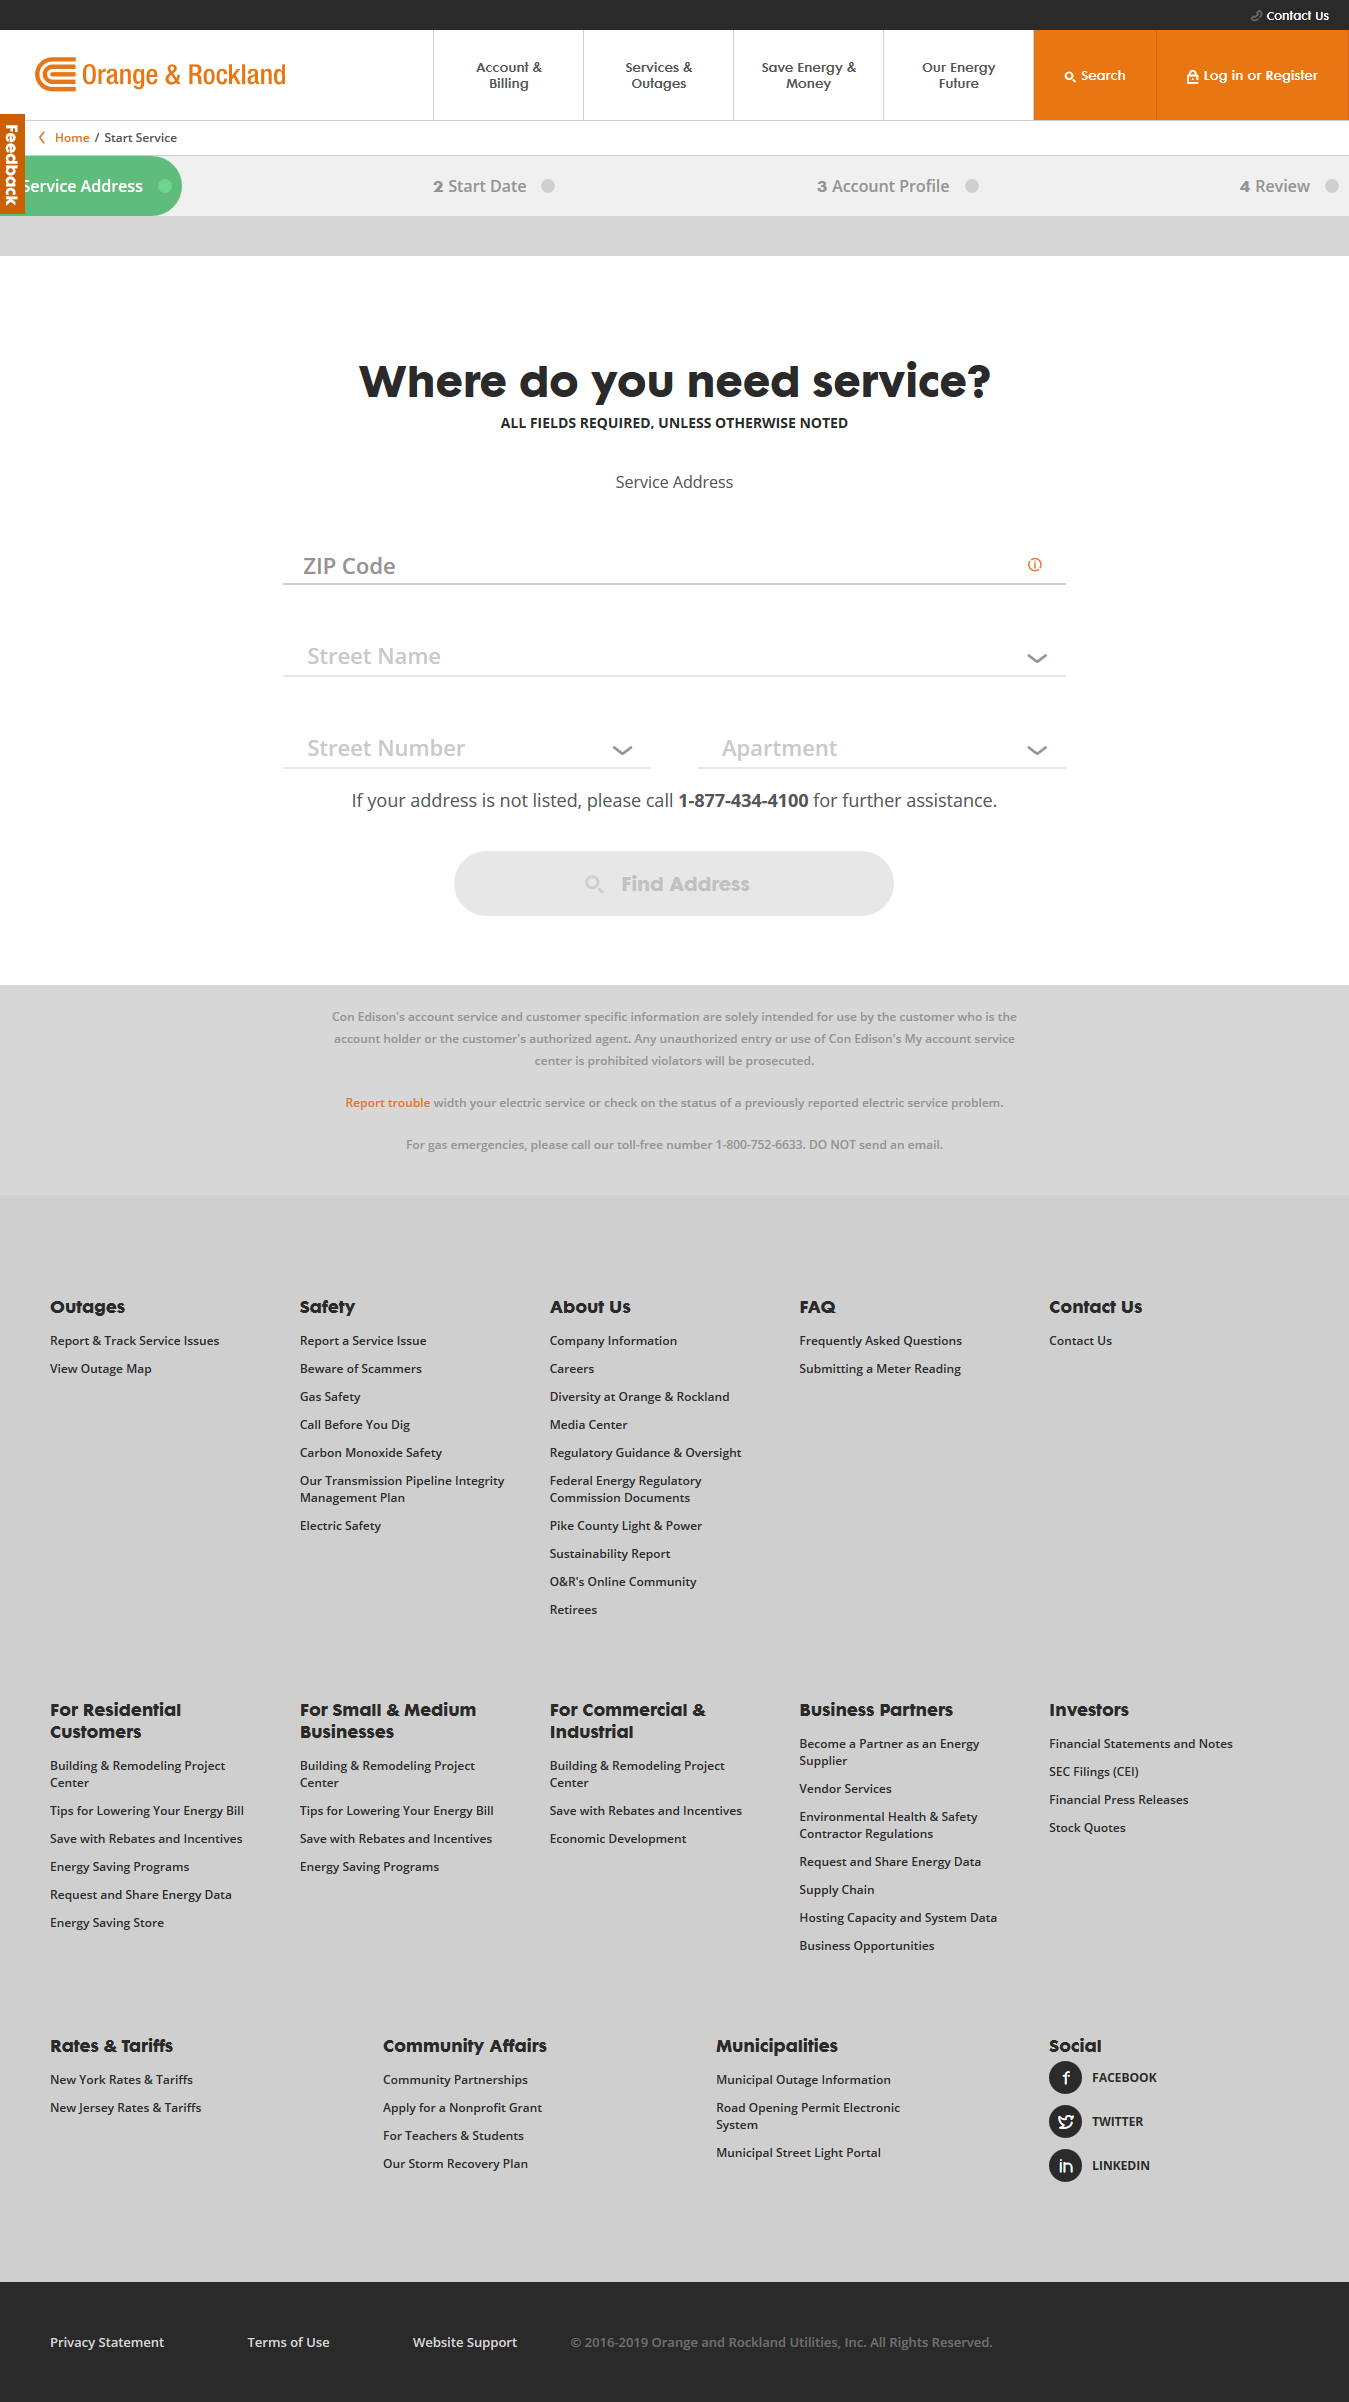 Contact Us
Orange & Rockland
Account &
Billing
Services &
Outages
Save Energy &
Money
Our Energy
Future
Search
Log in or Register
Feedback
Home / Start Service
Service Address
2 Start Date
3 Account Profile
4 Review
Where do you need service?
ALL FIELDS REQUIRED, UNLESS OTHERWISE NOTED
Service Address
ZIP Code
Street Name
Street Number
Apartment
If your address is not listed, please call 1-877-434-4100 for further assistance.
Find Address
Con Edison's account service and customer specific information are solely intended for use by the customer who is the
account holder or the customer's authorized agent. Any unauthorized entry or use of Con Edison's My account service
center is prohibited violators will be prosecuted.
Report trouble width your electric service or check on the status of a previously reported electric service problem.
For gas emergencies, please call our toll-free number 1-800-752-6633. DO NOT send an email.
Outages
Report & Track Service Issues
View Outage Map
Safety
Report a Service Issue
Beware of Scammers
Gas Safety
Call Before You Dig
Carbon Monoxide Safety
Our Transmission Pipeline Integrity
Management Plan
Electric Safety
About Us
Company Information
Careers
Diversity at Orange & Rockland
Media Center
Regulatory Guidance & Oversight
Federal Energy Regulatory
Commission Documents
Pike County Light & Power
Sustainability Report
O&R's Online Community
Retirees
FAQ
Frequently Asked Questions
Submitting a Meter Reading
Contact Us
Contact Us
For Residential
Customers
Building & Remodeling Project
Center
Tips for Lowering Your Energy Bill
Save with Rebates and Incentives
Energy Saving Programs
Request and Share Energy Data
Energy Saving Store
For Small & Medium
Businesses
Building & Remodeling Project
Center
Tips for Lowering Your Energy Bill
Save with Rebates and Incentives
Energy Saving Programs
For Commercial &
Industrial
Building & Remodeling Project
Center
Save with Rebates and Incentives
Economic Development
Business Partners
Become a Partner as an Energy
Supplier
Vendor Services
Environmental Health & Safety
Contractor Regulations
Request and Share Energy Data
Supply Chain
Hosting Capacity and System Data
Business Opportunities
Investors
Financial Statements and Notes
SEC Filings (CEI)
Financial Press Releases
Stock Quotes
Rates & Tariffs
New York Rates & Tariffs
New Jersey Rates & Tariffs
Community Affairs
Community Partnerships
Apply for a Nonprofit Grant
For Teachers & Students
Our Storm Recovery Plan
Municipalities
Municipal Outage Information
Road Opening Permit Electronic
System
Municipal Street Light Portal
Social
FACEBOOK
TWITTER
LINKEDIN
Privacy Statement
Terms of Use
Website Support
© 2016-2019 Orange and Rockland Utilities, Inc. All Rights Reserved.